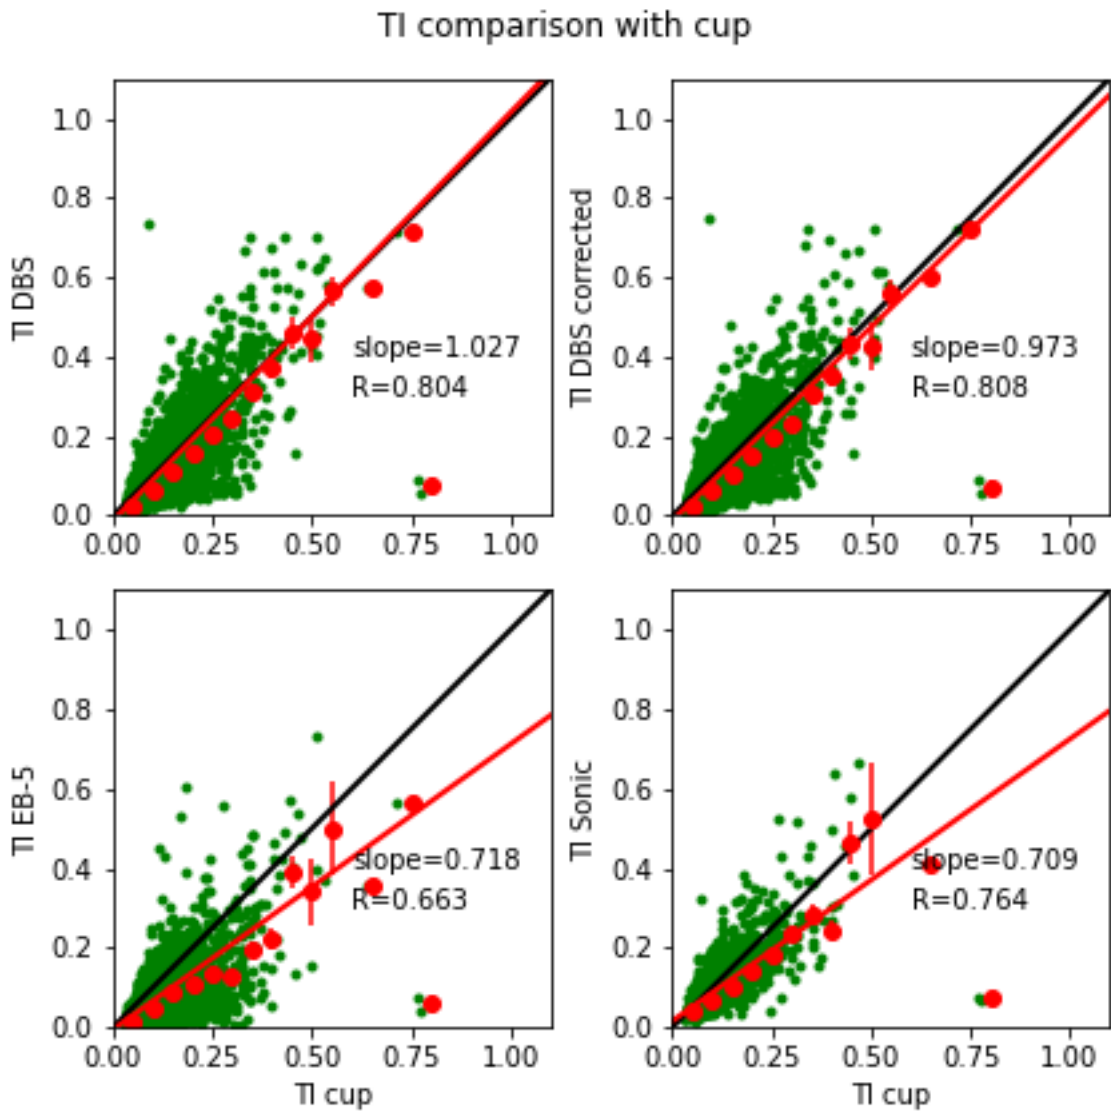 TI comparison with cup
TI DBS
1.0
0.8
0.6
0.4
0.2
0.0
slope=1.027
R=0.804
0.00 0.25 0.50 0.75 1.00
TI DBS corrected
1.0
0.8
0.6
0.4
0.2
0.0
slope=0.973
R=0.808
0.00 0.25 0.50 0.75 1.00
TI EB-5
1.0
0.8
0.6
0.4
0.2
0.0
slope=0.718
R=0.663
0.00 0.25 0.50 0.75 1.00
TI cup
TI Sonic
1.0
0.8
0.6
0.4
0.2
0.0
slope=0.709
R=0.764
0.00 0.25 0.50 0.75 1.00
TI cup